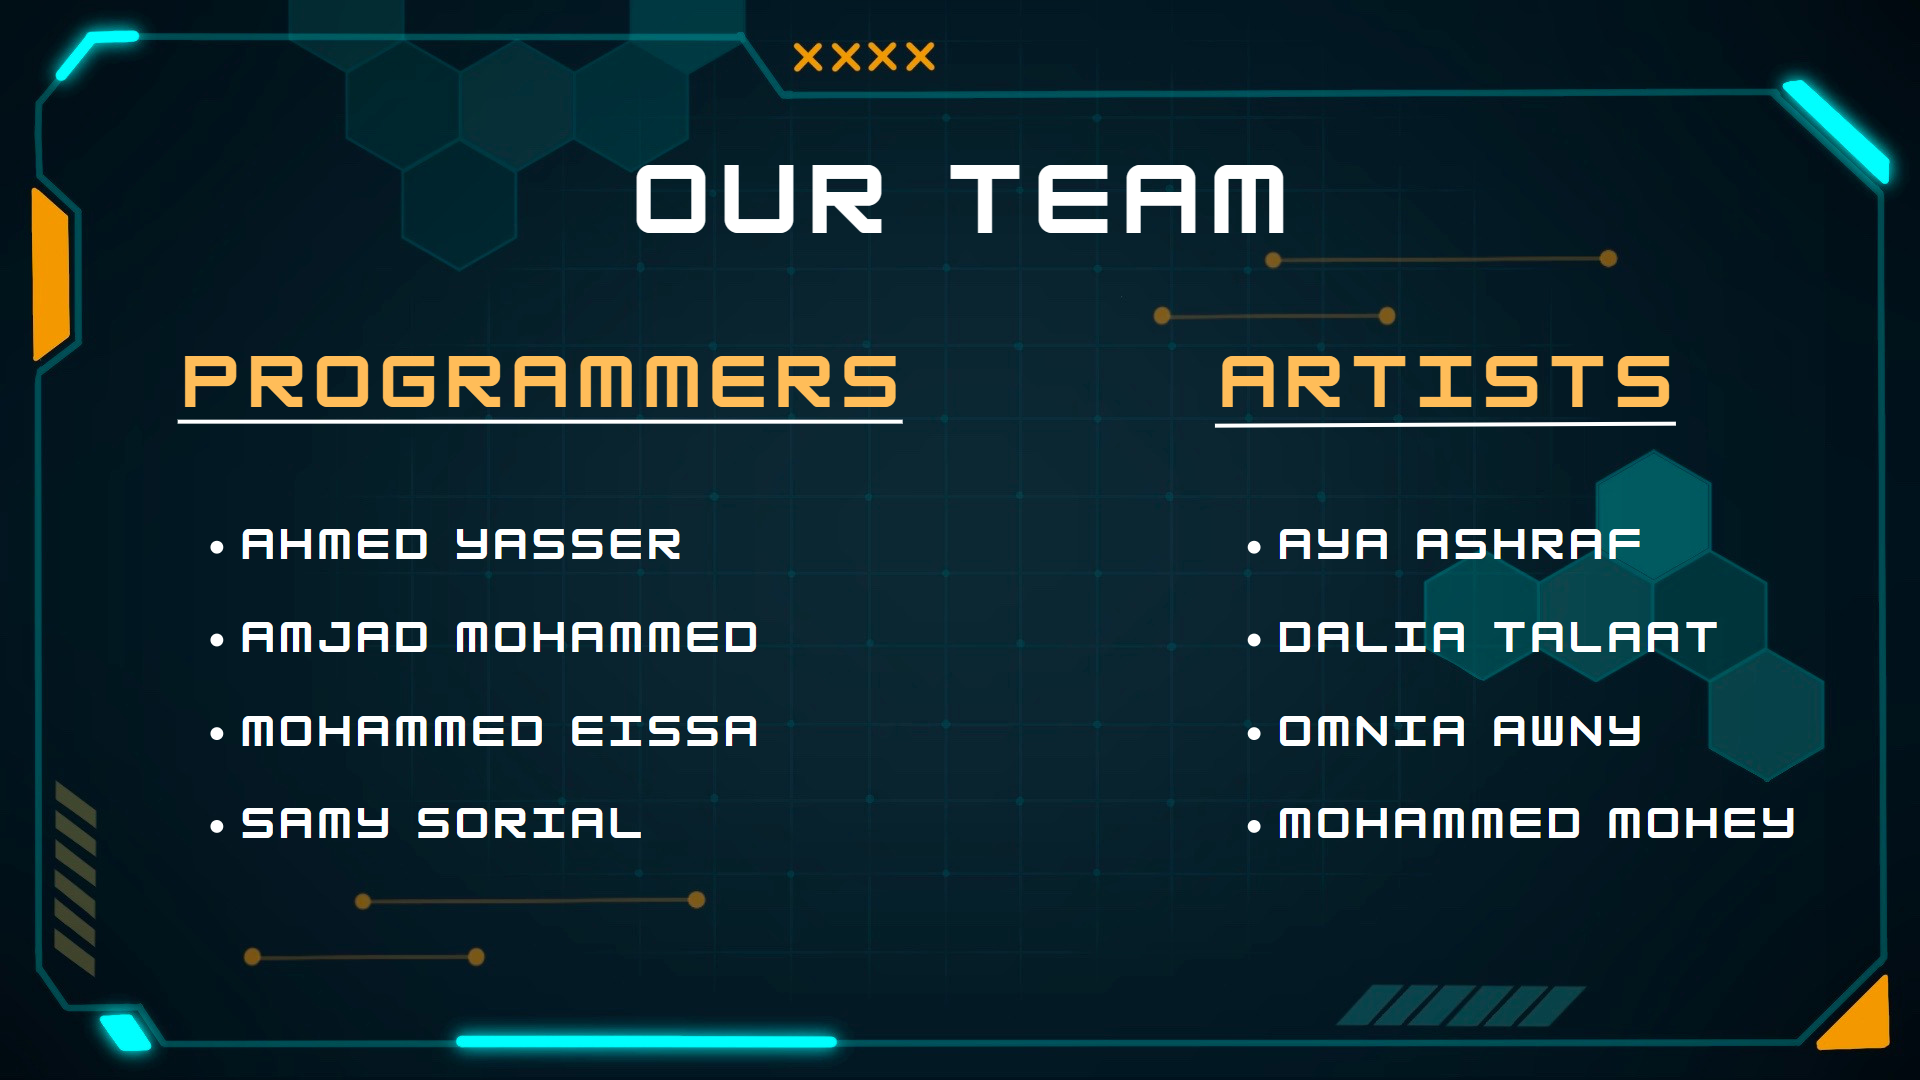 OUR TEAM
PROGRAMMERS
• AHMED YASSER
• AMJAD MOHAMMED
• MOHAMMED EISSA
• SAMY SORIAL
ARTISTS
• AYA ASHRAF
• DALIA TALAAT
• OMNIA AWNY
• MOHAMMED MOHEY